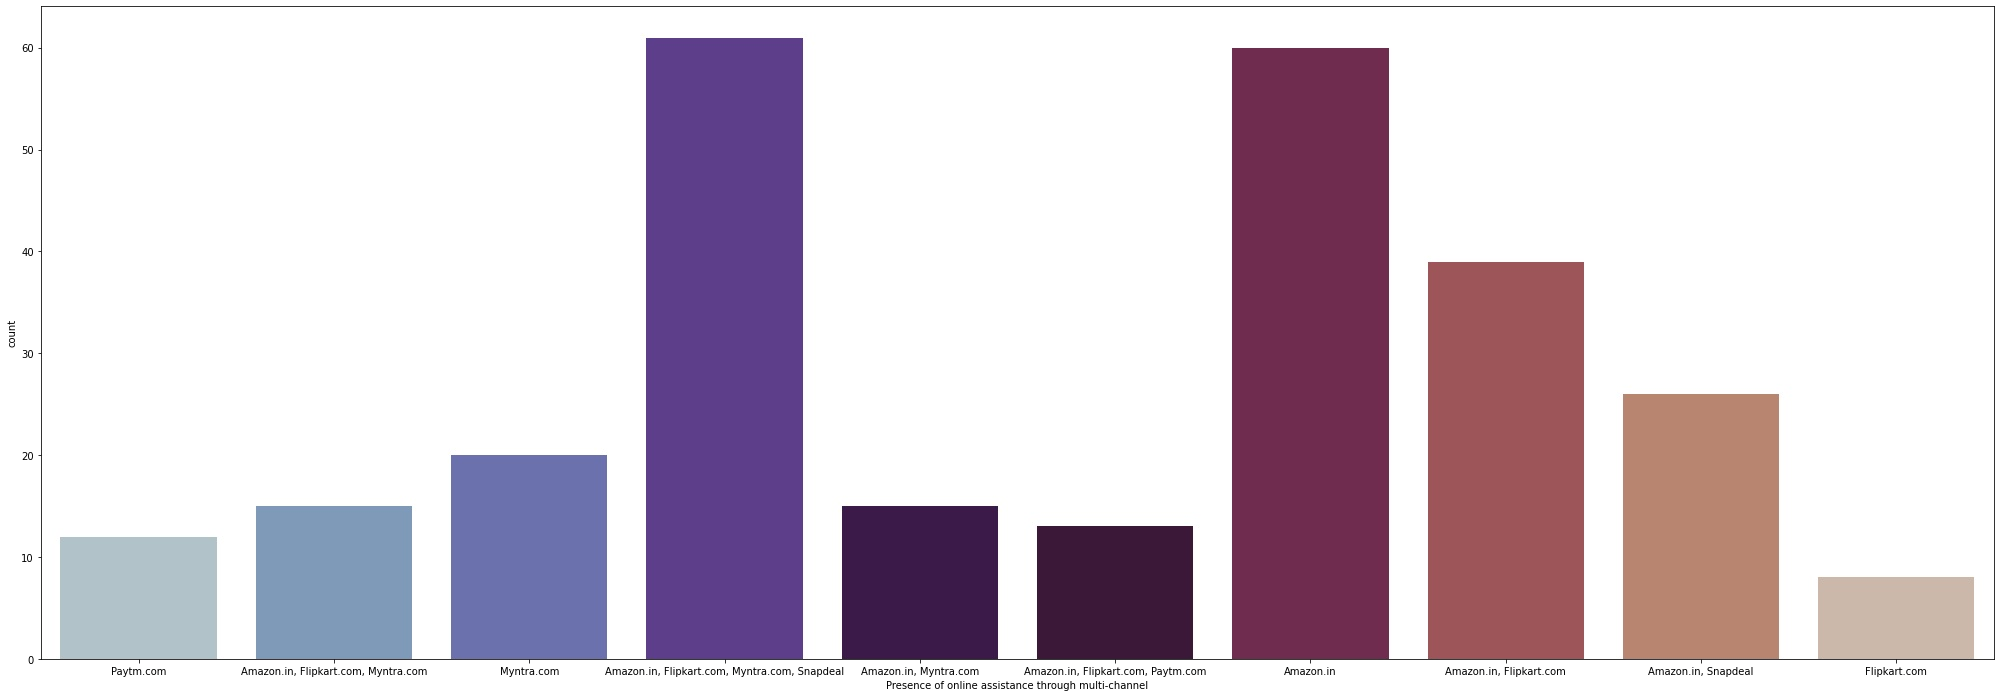 60
50
40
30
20
10
0
count
Paytm.com
Amazon.in, Flipkart.com, Myntra.com
Myntra.com
Amazon.in, Flipkart.com, Myntra.com, Snapdeal
Amazon.in, Myntra.com
Amazon.in, Flipkart.com, Paytm.com
Amazon.in
Amazon.in, Flipkart.com
Amazon.in, Snapdeal
Flipkart.com
Presence of online assistance through multi-channel